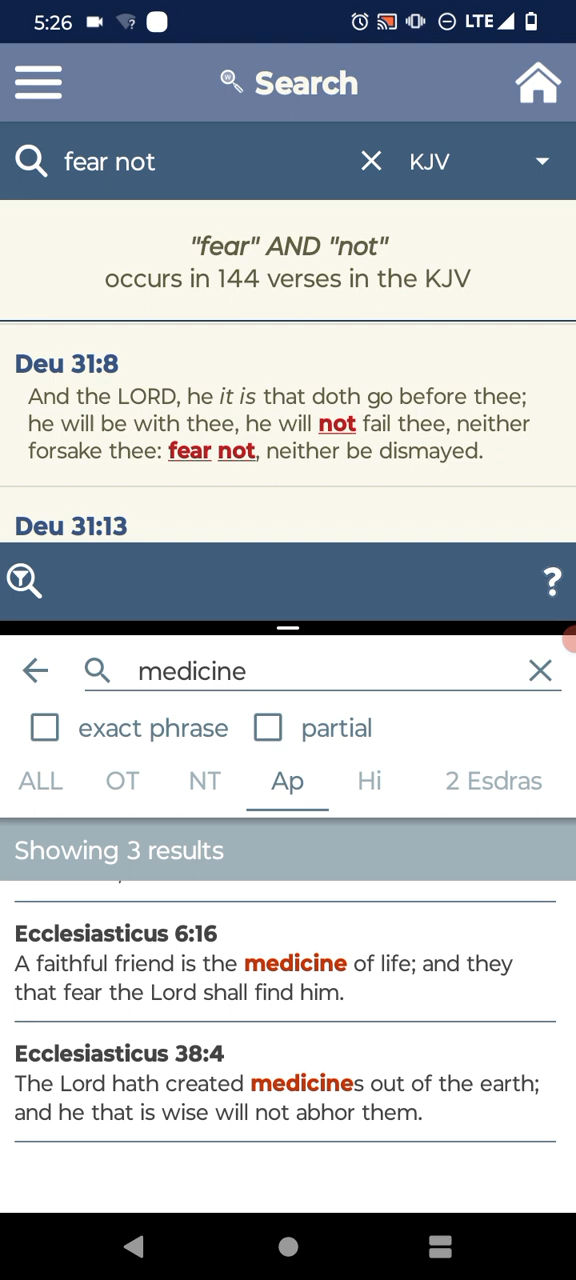 5:26
LTE
Search
fear not
KJV
"fear" AND "not"
occurs in 144 verses in the KJV
Deu 31:8
And the LORD, he it is that doth go before thee;
he will be with thee, he will not fail thee, neither
forsake thee: fear not, neither be dismayed.
Deu 31:13
?
medicine
exact phrase
partial
ALL OT NT Ap Hi 2 Esdras
Showing 3 results
Ecclesiasticus 6:16
A faithful friend is the medicine of life; and they
that fear the Lord shall find him.
Ecclesiasticus 38:4
The Lord hath created medicines out of the earth;
and he that is wise will not abhor them.